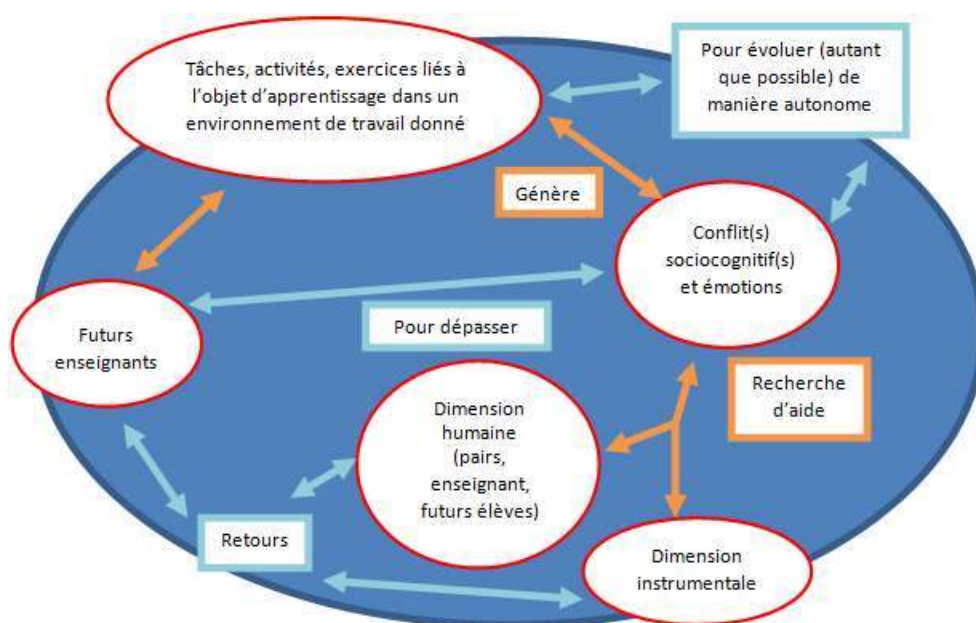 Tâches, activités, exercices liés à
l'objet d'apprentissage dans un
environnement de travail donné
Pour évoluer (autant
que possible) de
manière autonome
Génère
Conflit(s)
sociocognitif(s)
et émotions
Futurs
enseignants
Pour dépasser
Recherche
d'aide
Dimension
humaine
(pairs,
enseignant,
futurs élèves)
Retours
Dimension
instrumentale